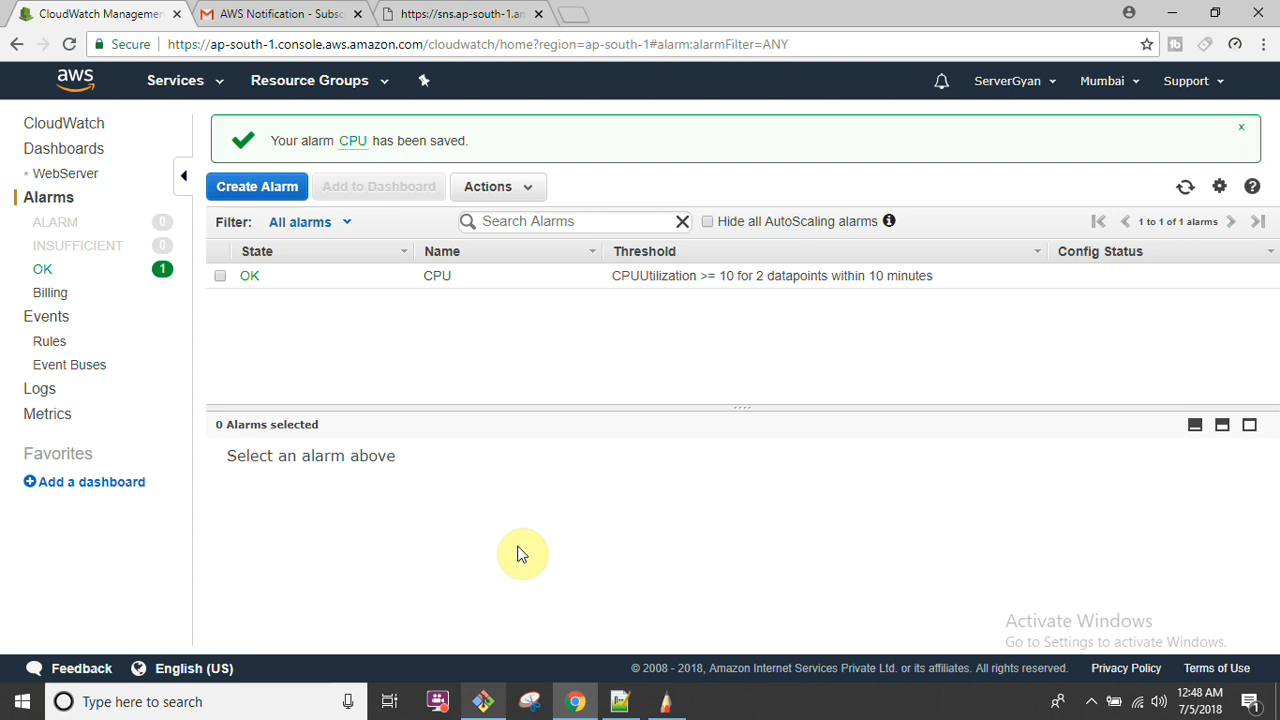 CloudWatch Managemen
AWS Notification - Subsc
https://sns.ap-south-1.am
Secure
https://ap-south-1.console.aws.amazon.com/cloudwatch/home?region=ap-south-1#alarm:alarmFilter=ANY
aws
Services
Resource Groups
ServerGyan
Mumbai
Support
CloudWatch
Dashboards
WebServer
Alarms
ALARM 0
INSUFFICIENT 0
OK 1
Billing
Events
Rules
Event Buses
Logs
Metrics
Favorites
Add a dashboard
Your alarm CPU has been saved.
x
Create Alarm
Add to Dashboard
Actions
Filter: All alarms
Search Alarms
Hide all AutoScaling alarms
1 to 1 of 1 alarms
State Name Threshold Config Status
OK CPU CPUUtilization >= 10 for 2 datapoints within 10 minutes
0 Alarms selected
Select an alarm above
Activate Windows
Go to Settings to activate Windows.
Feedback
English (US)
© 2008 - 2018, Amazon Internet Services Private Ltd. or its affiliates. All rights reserved.
Privacy Policy
Terms of Use
Type here to search
12:48 AM
7/5/2018
1